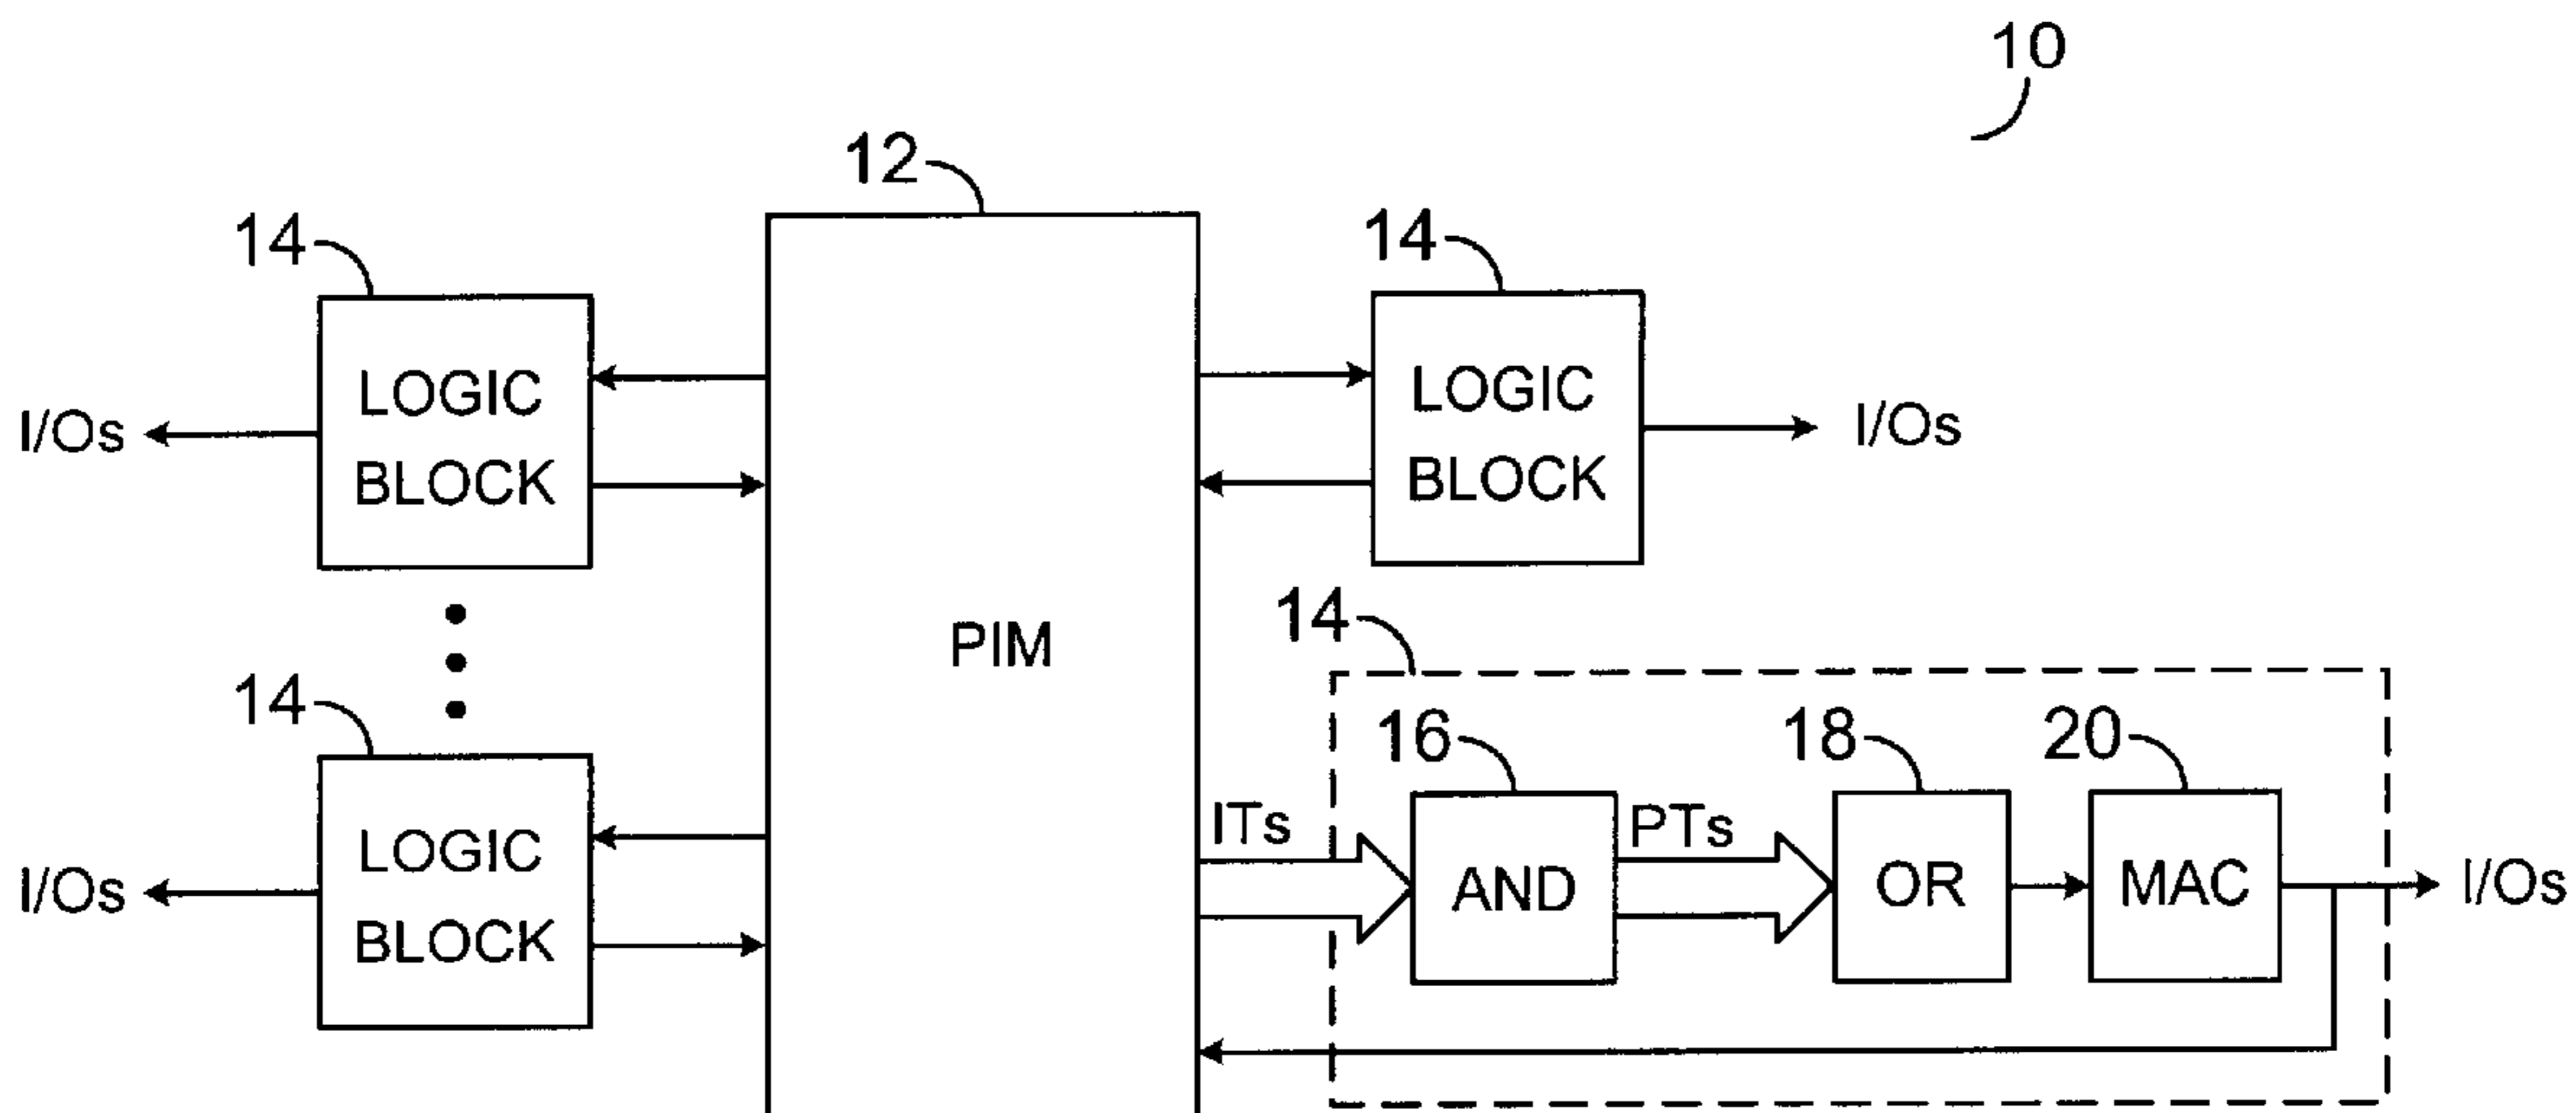 10
12
14
14
LOGIC
BLOCK
LOGIC
BLOCK
I/Os
I/Os
PIM
14
14
16
18
20
ITs
PTs
LOGIC
BLOCK
AND
OR
MAC
I/Os
I/Os